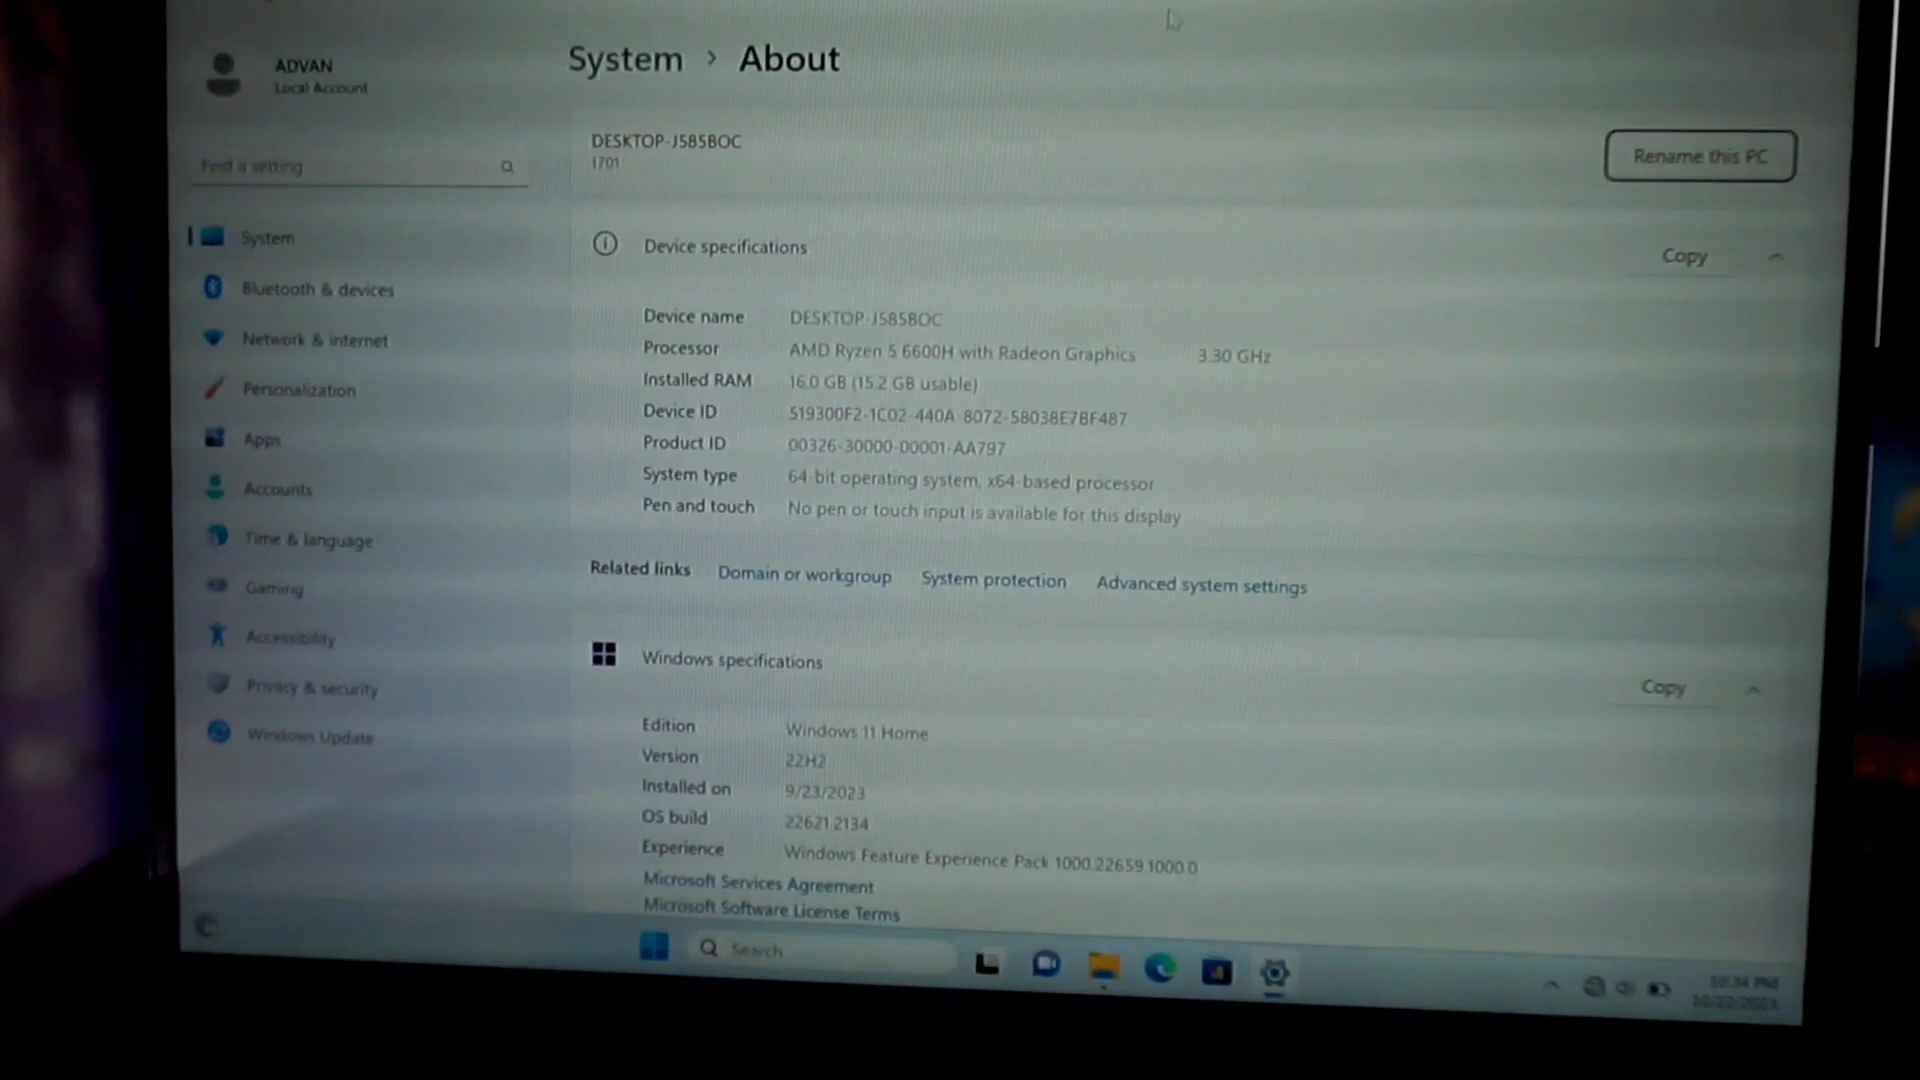 ADVAN
Local Account
Find a setting
System
Bluetooth & devices
Network & internet
Personalization
Apps
Accounts
Time & language
Gaming
Accessibility
Privacy & security
Windows Update
System > About
DESKTOP-J585BOC
1701
Rename this PC
Device specifications
Copy
Device name DESKTOP-J585BOC
Processor AMD Ryzen 5 6600H with Radeon Graphics 3.30 GHz
Installed RAM 16.0 GB (15.2 GB usable)
Device ID 519300F2-1C02-440A-8072-58038E7BF487
Product ID 00326-30000-00001-AA797
System type 64-bit operating system, x64-based processor
Pen and touch No pen or touch input is available for this display
Related links Domain or workgroup System protection Advanced system settings
Windows specifications
Copy
Edition Windows 11 Home
Version 22H2
Installed on 9/23/2023
OS build 22621.2134
Experience Windows Feature Experience Pack 1000.22659.1000.0
Microsoft Services Agreement
Microsoft Software License Terms
Search
10:34 PM
10/22/2023